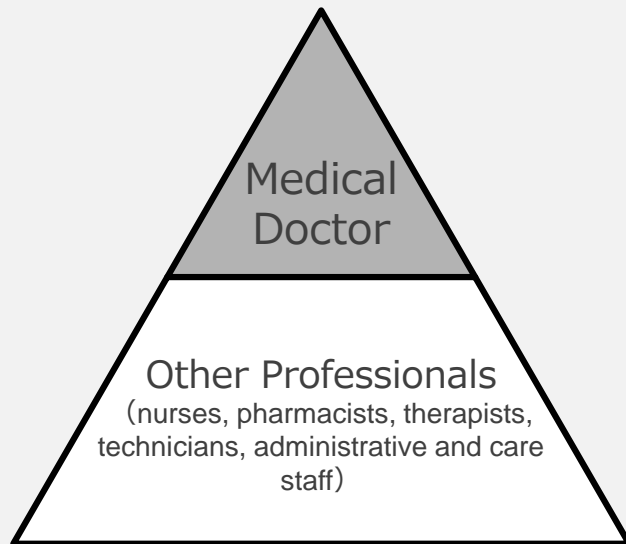 Medical
Doctor
Other Professionals
（nurses, pharmacists, therapists,
technicians, administrative and care
staff）